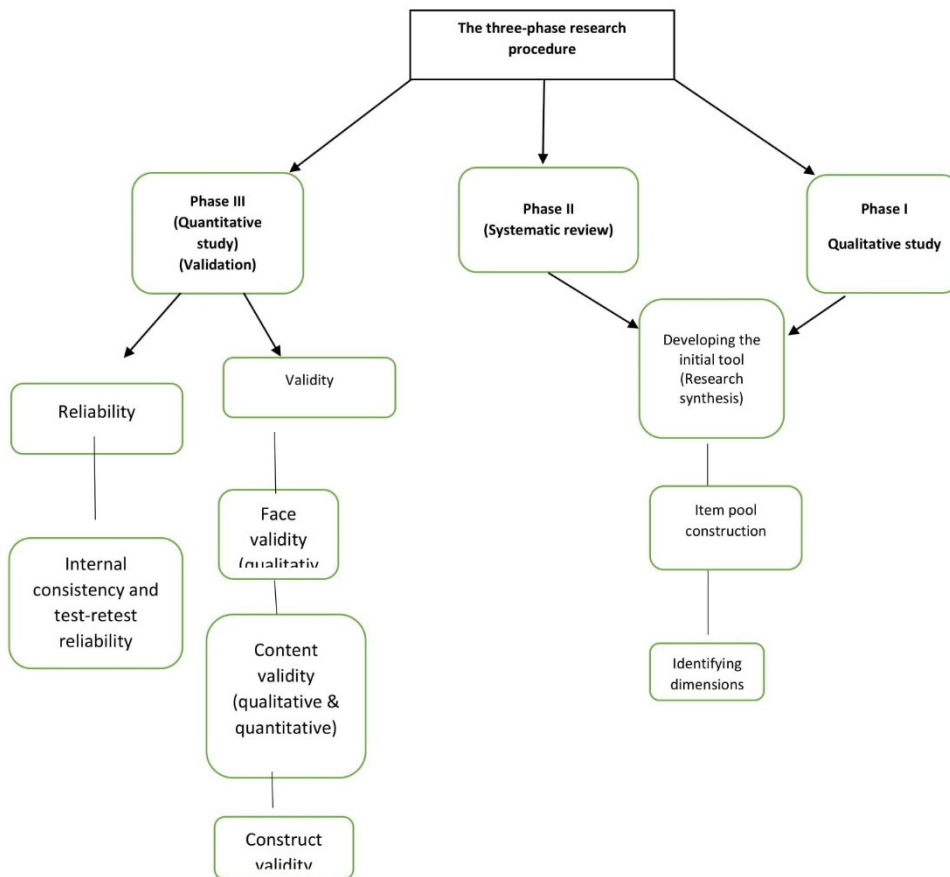 The three-phase research
procedure
Phase III
(Quantitative
study)
(Validation)
Phase II
(Systematic review)
Phase I
Qualitative study
Developing the
initial tool
(Research
synthesis)
Validity
Reliability
Item pool
construction
Face
validity
(qualitativ
Internal
consistency and
test-retest
reliability
Content
validity
(qualitative &
quantitative)
Identifying
dimensions
Construct
validity